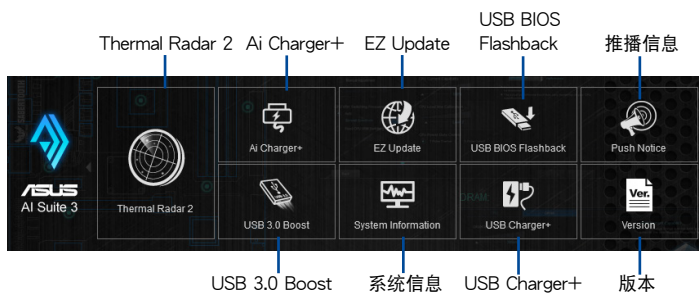 USB BIOS
Thermal Radar 2 Ai Charger+ EZ Update Flashback 推播信息
Ai Charger+ EZ Update USB BIOS Flashback Push Notice
ASUS
AI Suite 3 Thermal Radar 2
Ver.
USB 3.0 Boost System Information USB Charger+ Version
USB 3.0 Boost 系统信息 USB Charger+ 版本